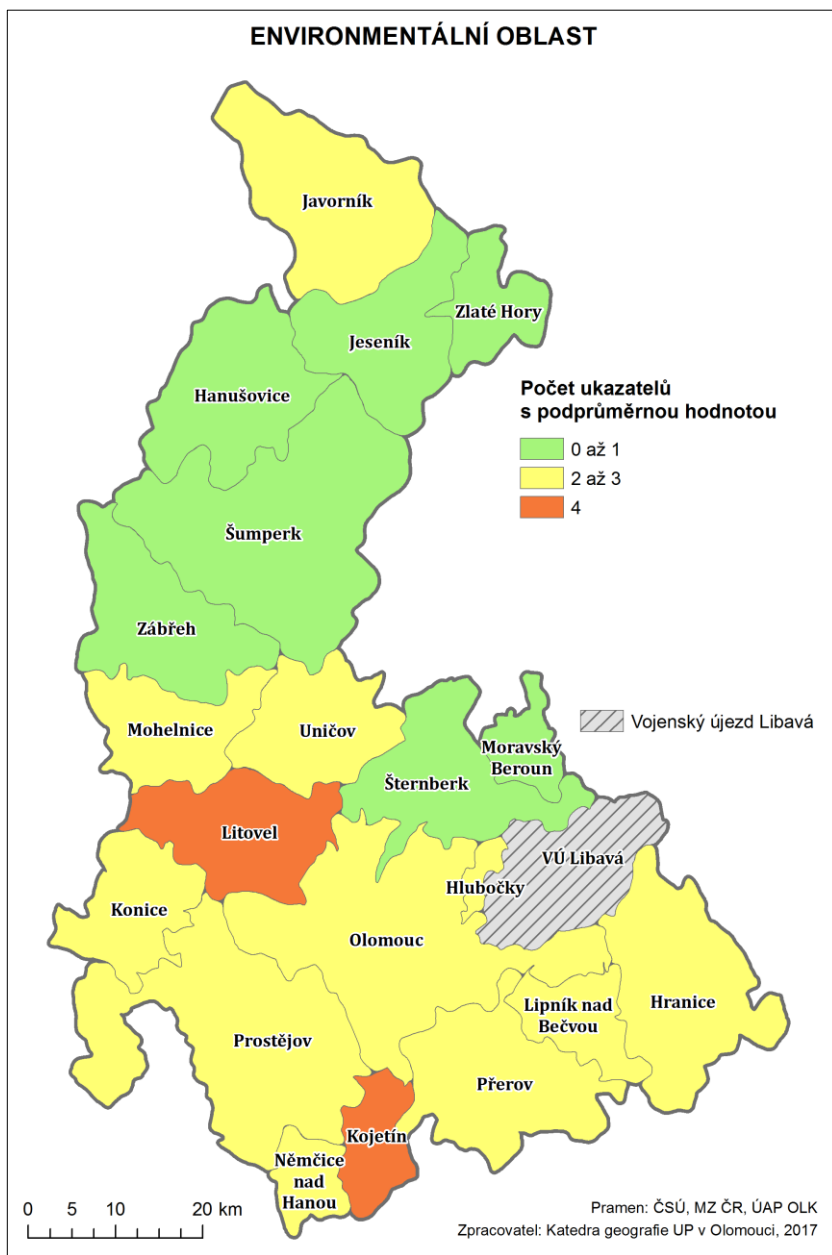 ENVIRONMENTÁLNÍ OBLAST
Javorník
Zlaté Hory
Jeseník
Hanušovice
Počet ukazatelů
s podprůměrnou hodnotou
0 až 1
2 až 3
4
Šumperk
Zábřeh
Mohelnice
Uničov
Vojenský újezd Libavá
Moravský
Beroun
Šternberk
Litovel
VÚ Libavá
Hlubočky
Konice
Olomouc
Hranice
Lipník nad
Bečvou
Prostějov
Přerov
Kojetín
Němčice
nad
Hanou
0 5 10 20 km
Pramen: ČSÚ, MZ ČR, ÚAP OLK
Zpracovatel: Katedra geografie UP v Olomouci, 2017